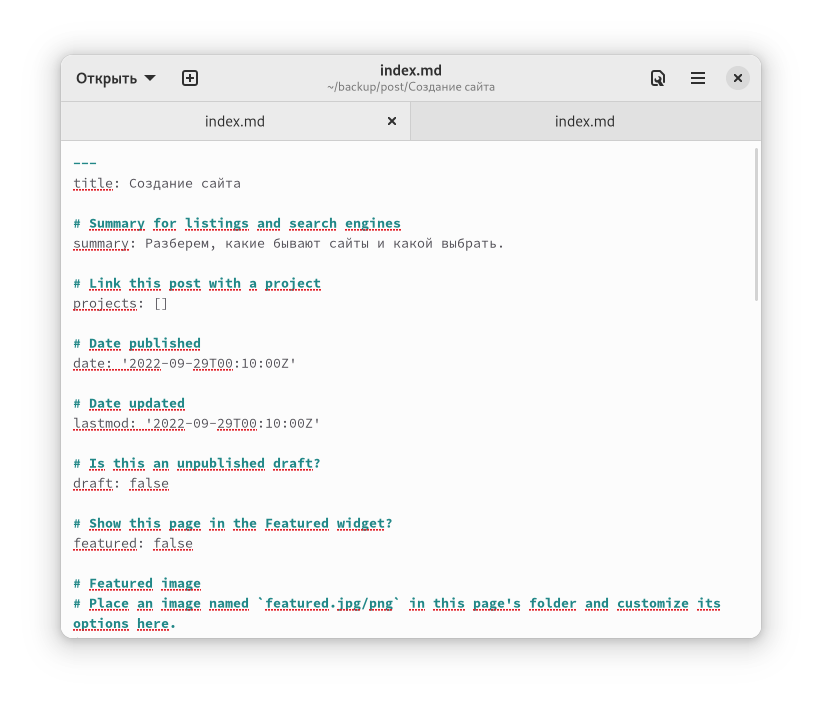 Открыть
index.md
~/backup/post/Создание сайта
index.md
index.md
---
title: Создание сайта
# Summary for listings and search engines
summary: Разберем, какие бывают сайты и какой выбрать.
# Link this post with a project
projects: []
# Date published
date: '2022-09-29T00:10:00Z'
# Date updated
lastmod: '2022-09-29T00:10:00Z'
# Is this an unpublished draft?
draft: false
# Show this page in the Featured widget?
featured: false
# Featured image
# Place an image named `featured.jpg/png` in this page's folder and customize its
options here.